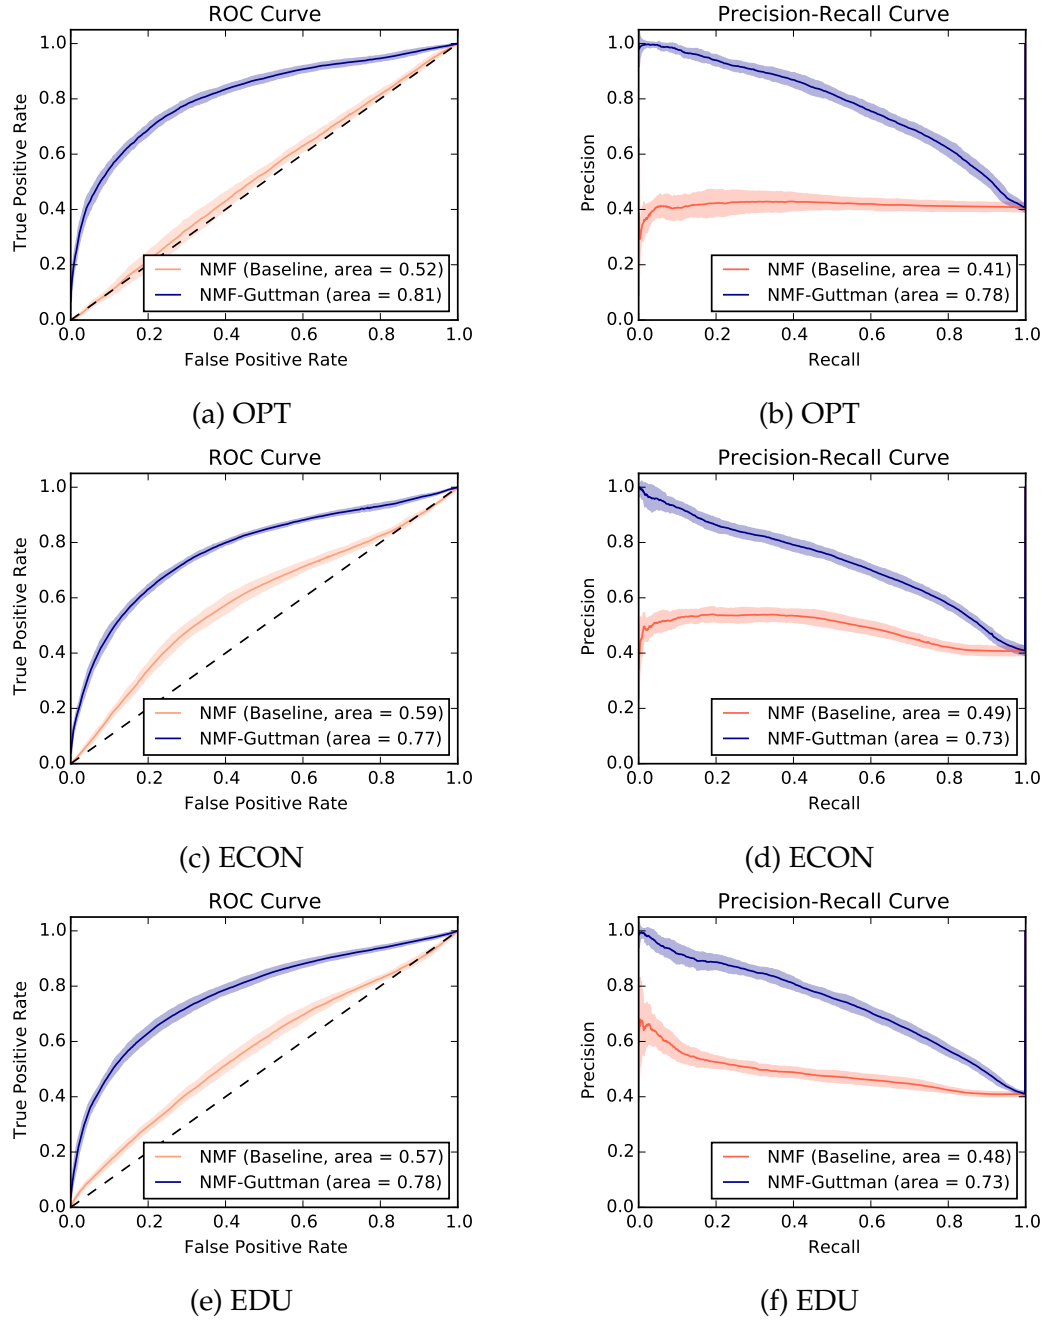 ROC Curve
True Positive Rate
1.0
0.8
0.6
0.4
0.2
0.0
NMF (Baseline, area = 0.52)
NMF-Guttman (area = 0.81)
0.0 0.2 0.4 0.6 0.8 1.0
False Positive Rate
(a) OPT
Precision-Recall Curve
Precision
1.0
0.8
0.6
0.4
0.2
0.0
NMF (Baseline, area = 0.41)
NMF-Guttman (area = 0.78)
0.0 0.2 0.4 0.6 0.8 1.0
Recall
(b) OPT
ROC Curve
True Positive Rate
1.0
0.8
0.6
0.4
0.2
0.0
NMF (Baseline, area = 0.59)
NMF-Guttman (area = 0.77)
0.0 0.2 0.4 0.6 0.8 1.0
False Positive Rate
(c) ECON
Precision-Recall Curve
Precision
1.0
0.8
0.6
0.4
0.2
0.0
NMF (Baseline, area = 0.49)
NMF-Guttman (area = 0.73)
0.0 0.2 0.4 0.6 0.8 1.0
Recall
(d) ECON
ROC Curve
True Positive Rate
1.0
0.8
0.6
0.4
0.2
0.0
NMF (Baseline, area = 0.57)
NMF-Guttman (area = 0.78)
0.0 0.2 0.4 0.6 0.8 1.0
False Positive Rate
(e) EDU
Precision-Recall Curve
Precision
1.0
0.8
0.6
0.4
0.2
0.0
NMF (Baseline, area = 0.48)
NMF-Guttman (area = 0.73)
0.0 0.2 0.4 0.6 0.8 1.0
Recall
(f) EDU